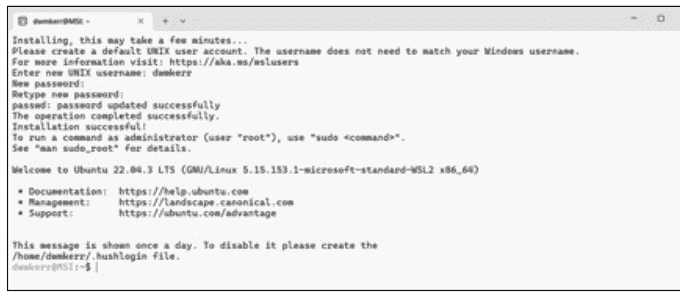 dwmkerr@MSI: ~
Installing, this may take a few minutes...
Please create a default UNIX user account. The username does not need to match your Windows username.
For more information visit: https://aka.ms/wslusers
Enter new UNIX username: dwmkerr
New password:
Retype new password:
passwd: password updated successfully
The operation completed successfully.
Installation successful!
To run a command as administrator (user "root"), use "sudo <command>".
See "man sudo_root" for details.
Welcome to Ubuntu 22.04.3 LTS (GNU/Linux 5.15.153.1-microsoft-standard-WSL2 x86_64)
* Documentation: https://help.ubuntu.com
* Management: https://landscape.canonical.com
* Support: https://ubuntu.com/advantage
This message is shown once a day. To disable it please create the
/home/dwmkerr/.hushlogin file.
dwmkerr@MSI:~$